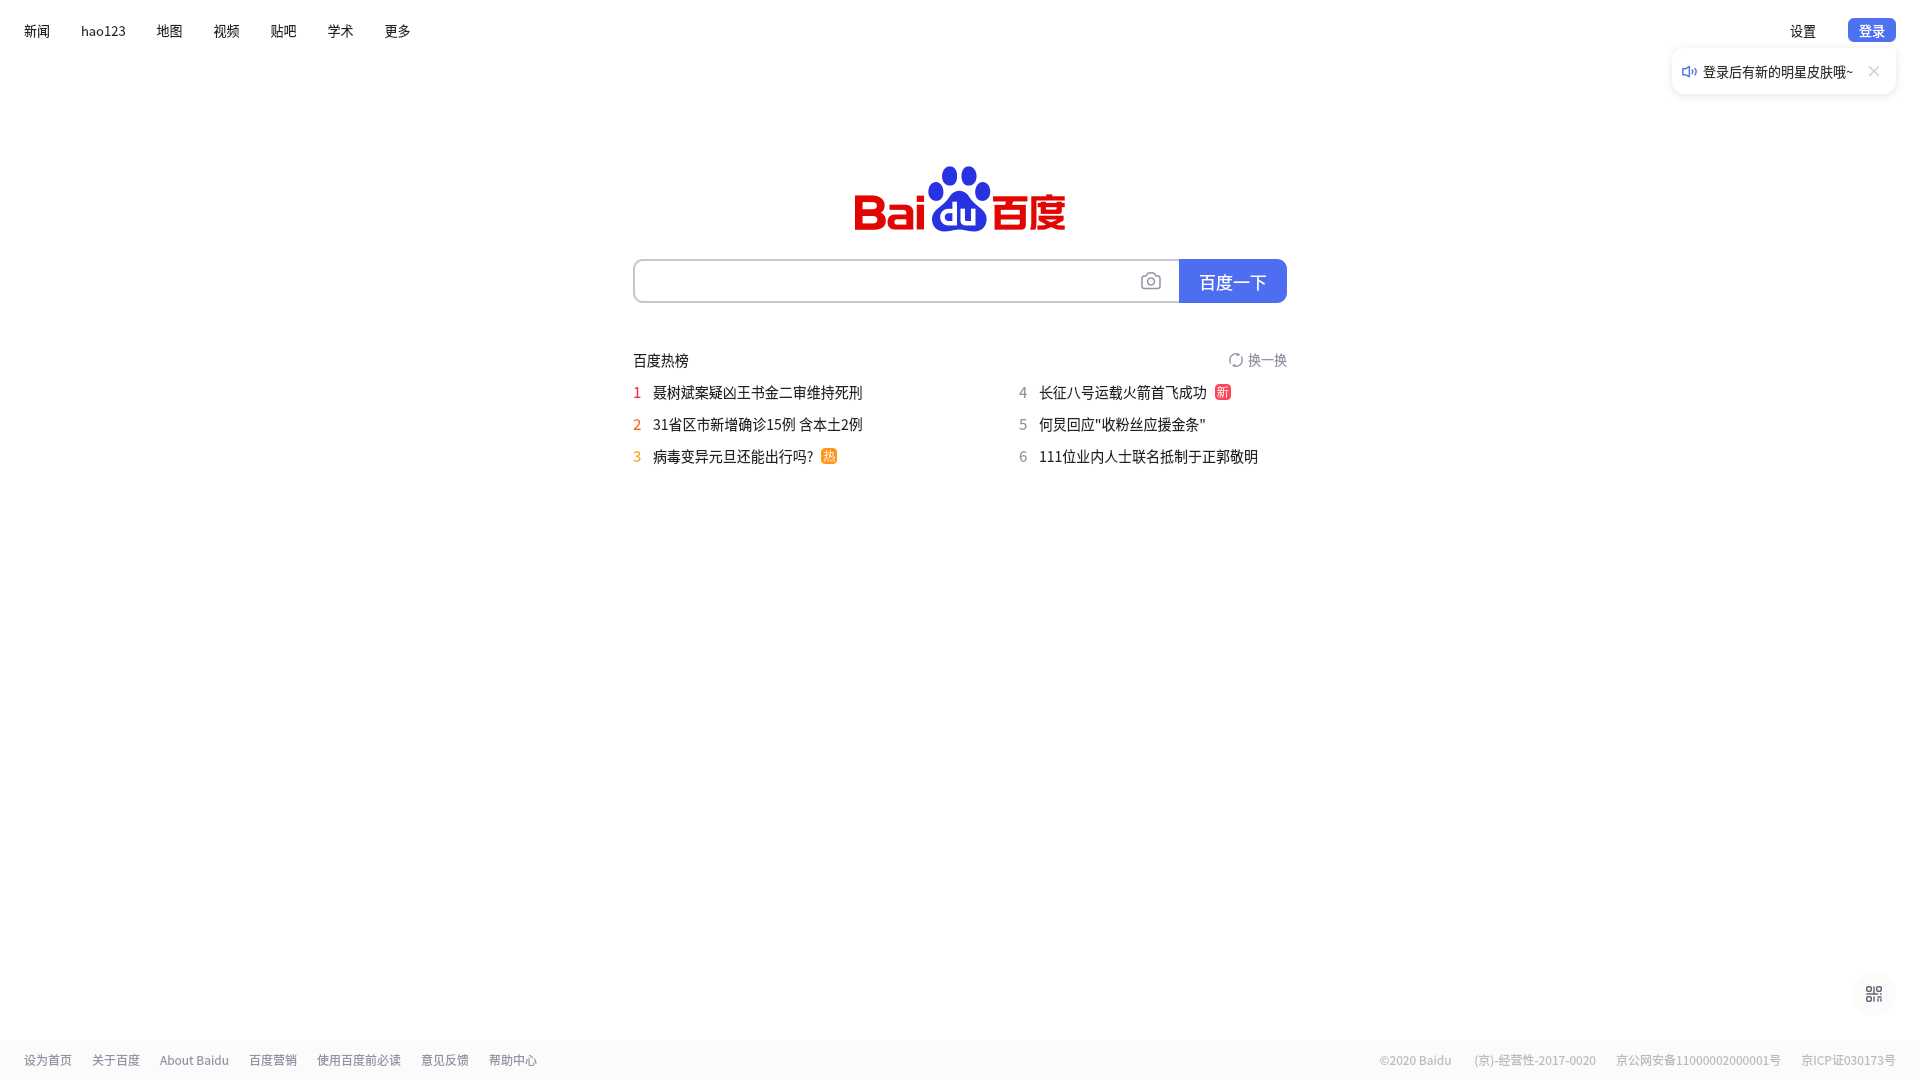 新闻 hao123 地图 视频 贴吧 学术 更多 设置 登录
登录后有新的明星皮肤哦~
Bai du 百度
百度一下
百度热榜 换一换
1 聂树斌案疑凶王书金二审维持死刑
2 31省区市新增确诊15例 含本土2例
3 病毒变异元旦还能出行吗? 热
4 长征八号运载火箭首飞成功 新
5 何炅回应"收粉丝应援金条"
6 111位业内人士联名抵制于正郭敬明
设为首页 关于百度 About Baidu 百度营销 使用百度前必读 意见反馈 帮助中心 ©2020 Baidu (京)-经营性-2017-0020 京公网安备11000002000001号 京ICP证030173号